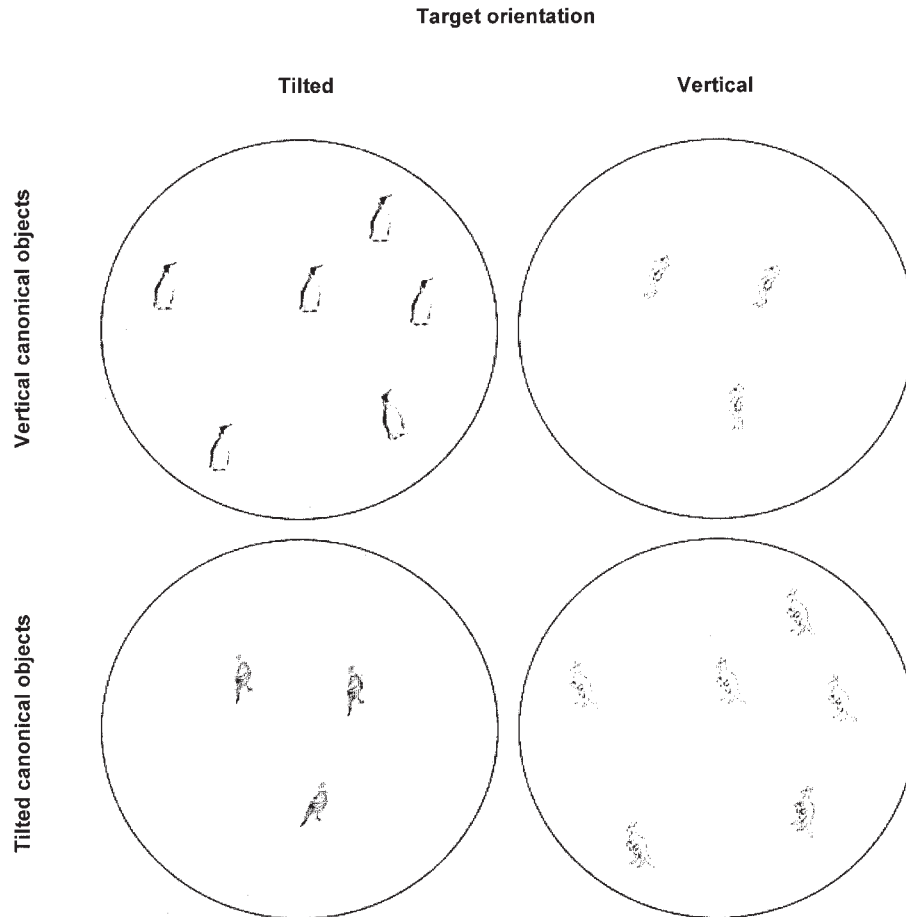 Target orientation
Tilted
Vertical
Vertical canonical objects
Tilted canonical objects